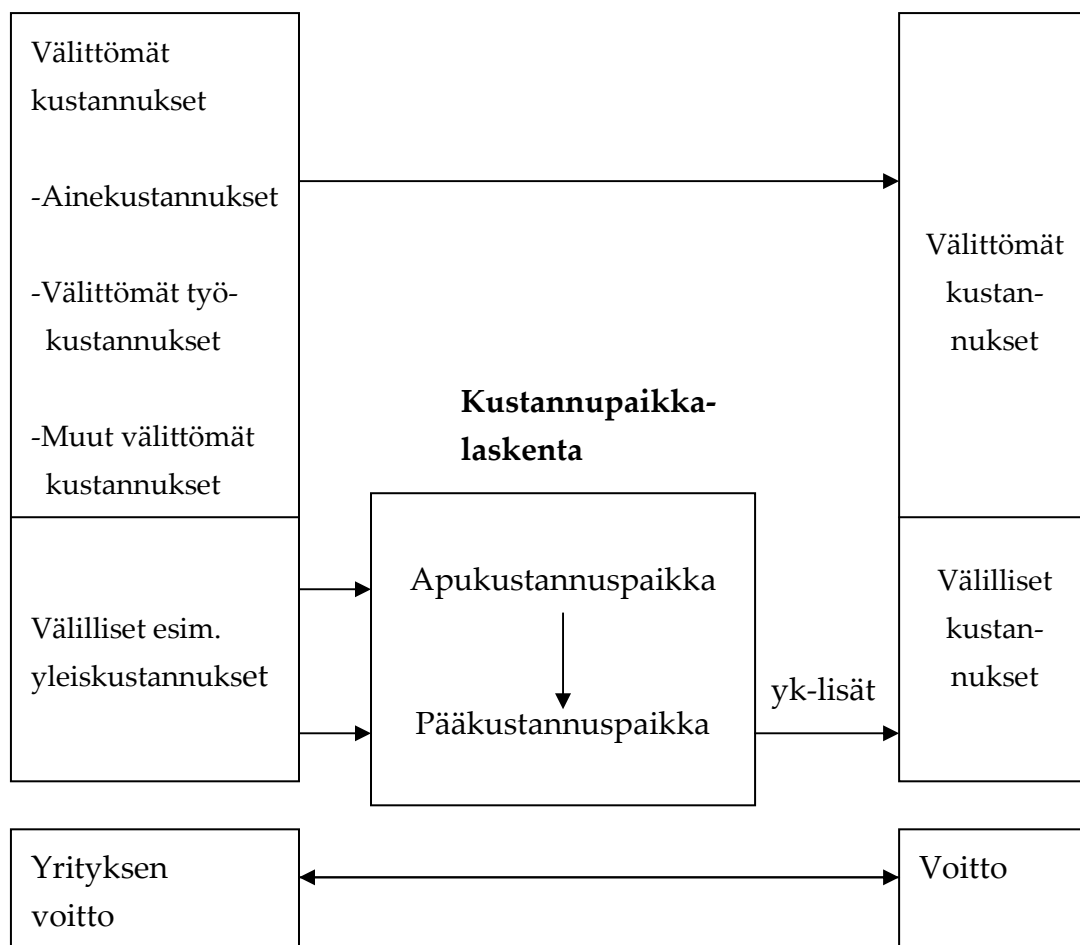 Välittömät
kustannukset
-Ainekustannukset
-Välittömät työ-
kustannukset
-Muut välittömät
kustannukset
Välilliset esim.
yleiskustannukset
Kustannupaikka-
laskenta
Apukustannuspaikka
Pääkustannuspaikka
yk-lisät
Välittömät
kustan-
nukset
Välilliset
kustan-
nukset
Yrityksen
voitto
Voitto